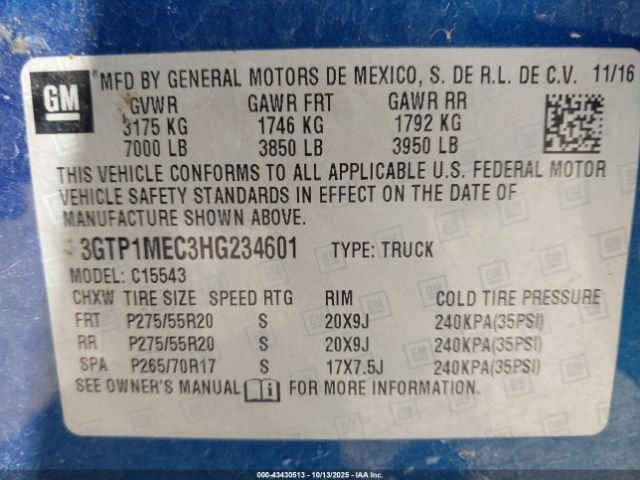 GM
*MFD BY GENERAL MOTORS DE MEXICO, S. DE R.L. DE C.V. 11/16
GVWR GAWR FRT GAWR RR
3175 KG 1746 KG 1792 KG
7000 LB 3850 LB 3950 LB
THIS VEHICLE CONFORMS TO ALL APPLICABLE U.S. FEDERAL MOTOR
VEHICLE SAFETY STANDARDS IN EFFECT ON THE DATE OF
MANUFACTURE SHOWN ABOVE.
3GTP1MEC3HG234601 TYPE: TRUCK
MODEL: C15543
CHXW TIRE SIZE SPEED RTG RIM COLD TIRE PRESSURE
FRT P275/55R20 S 20X9J 240KPA(35PSI)
RR P275/55R20 S 20X9J 240KPA(35PSI)
SPA P265/70R17 S 17X7.5J 240KPA(35PSI)
SEE OWNER'S MANUAL FOR MORE INFORMATION.
000-43430513 10/13/2025 IAA Inc.